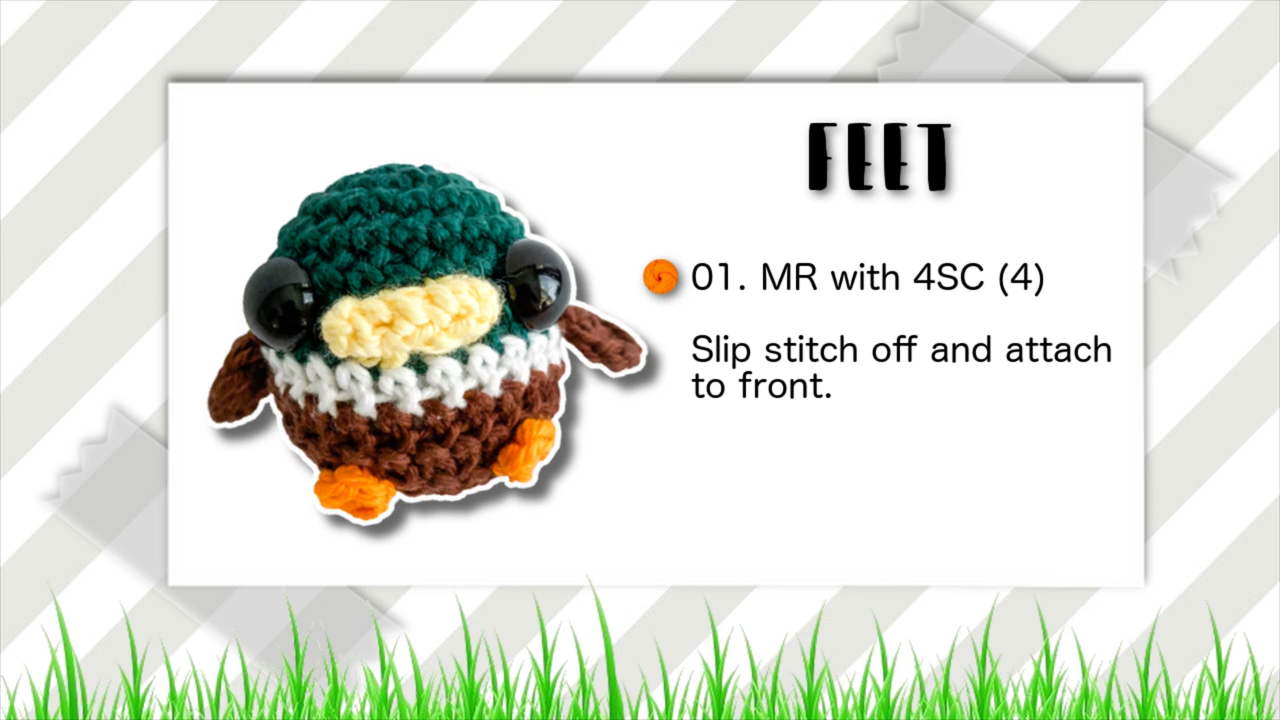 FEET
01. MR with 4SC (4)
Slip stitch off and attach
to front.